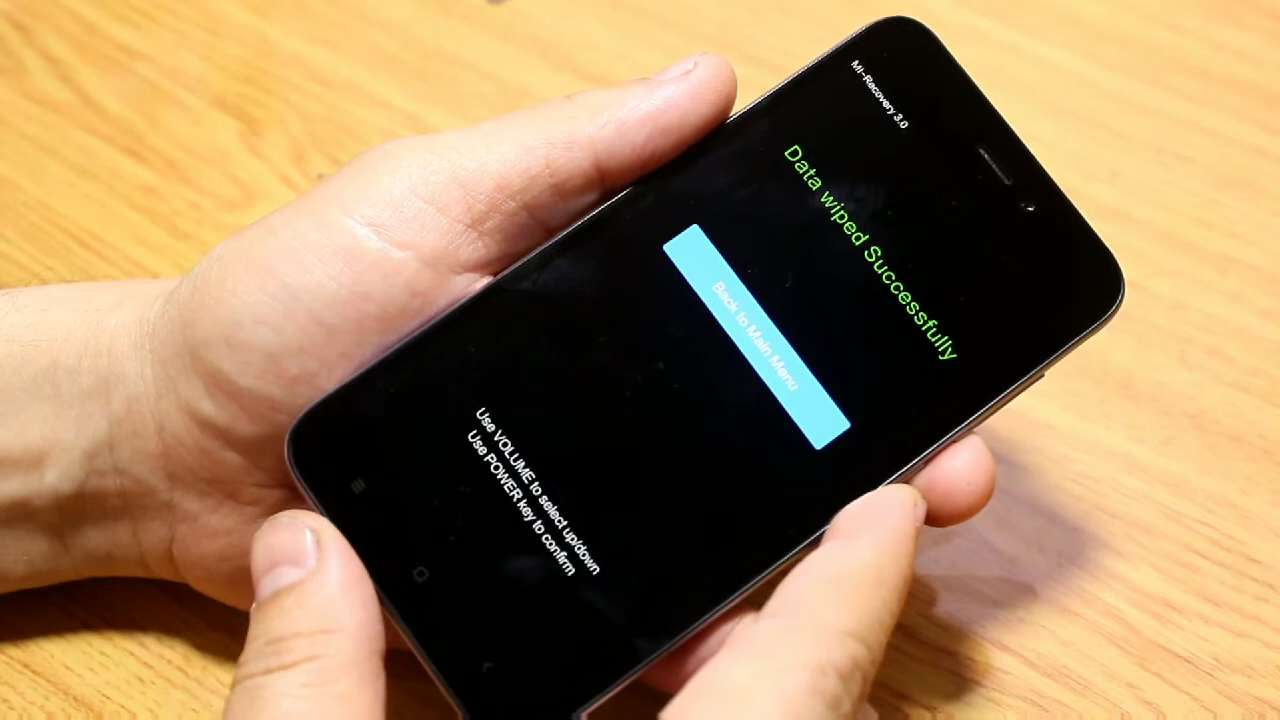 Mi-Recovery 3.0
Data wiped Successfully
Back to Main Menu
Use VOLUME to select up/down
Use POWER key to confirm